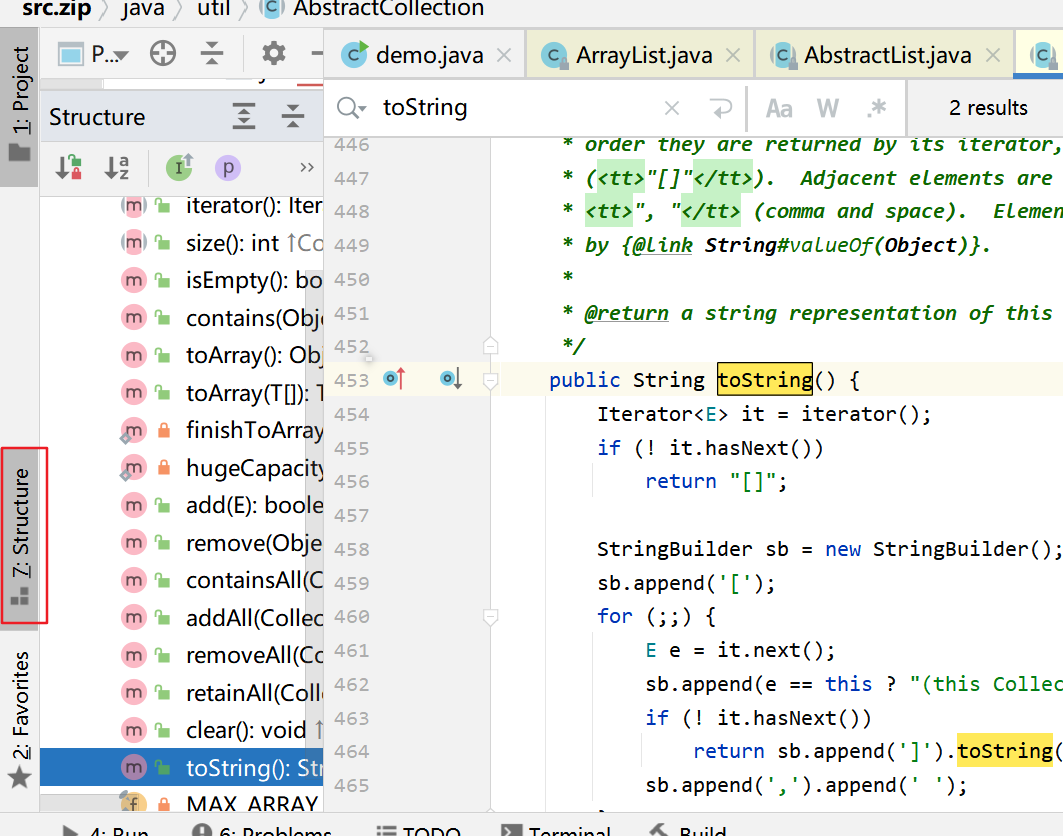 src.zip java util AbstractCollection
1: Project
P...
demo.java ArrayList.java AbstractList.java
Structure
toString 2 results
Aa W .*
iterator(): Iter
size(): int ↑Co
isEmpty(): bo
contains(Obj
toArray(): Obj
toArray(T[]): T
finishToArray
hugeCapacity
add(E): boole
remove(Obje
containsAll(C
addAll(Collec
removeAll(Co
retainAll(Coll
clear(): void ↑
toString(): Str
MAX_ARRAY
7: Structure
2: Favorites
446 * order they are returned by its iterator,
447 * (<tt>"[]"</tt>). Adjacent elements are
448 * <tt>", "</tt> (comma and space). Elemen
449 * by {@link String#valueOf(Object)}.
450 *
451 * @return a string representation of this
452 */
453 public String toString() {
454 Iterator<E> it = iterator();
455 if (! it.hasNext())
456 return "[]";
457
458 StringBuilder sb = new StringBuilder();
459 sb.append('[');
460 for (;;) {
461 E e = it.next();
462 sb.append(e == this ? "(this Collec
463 if (! it.hasNext())
464 return sb.append(']').toString(
465 sb.append(',').append(' ');
4: Run 6: Problems TODO Terminal Build